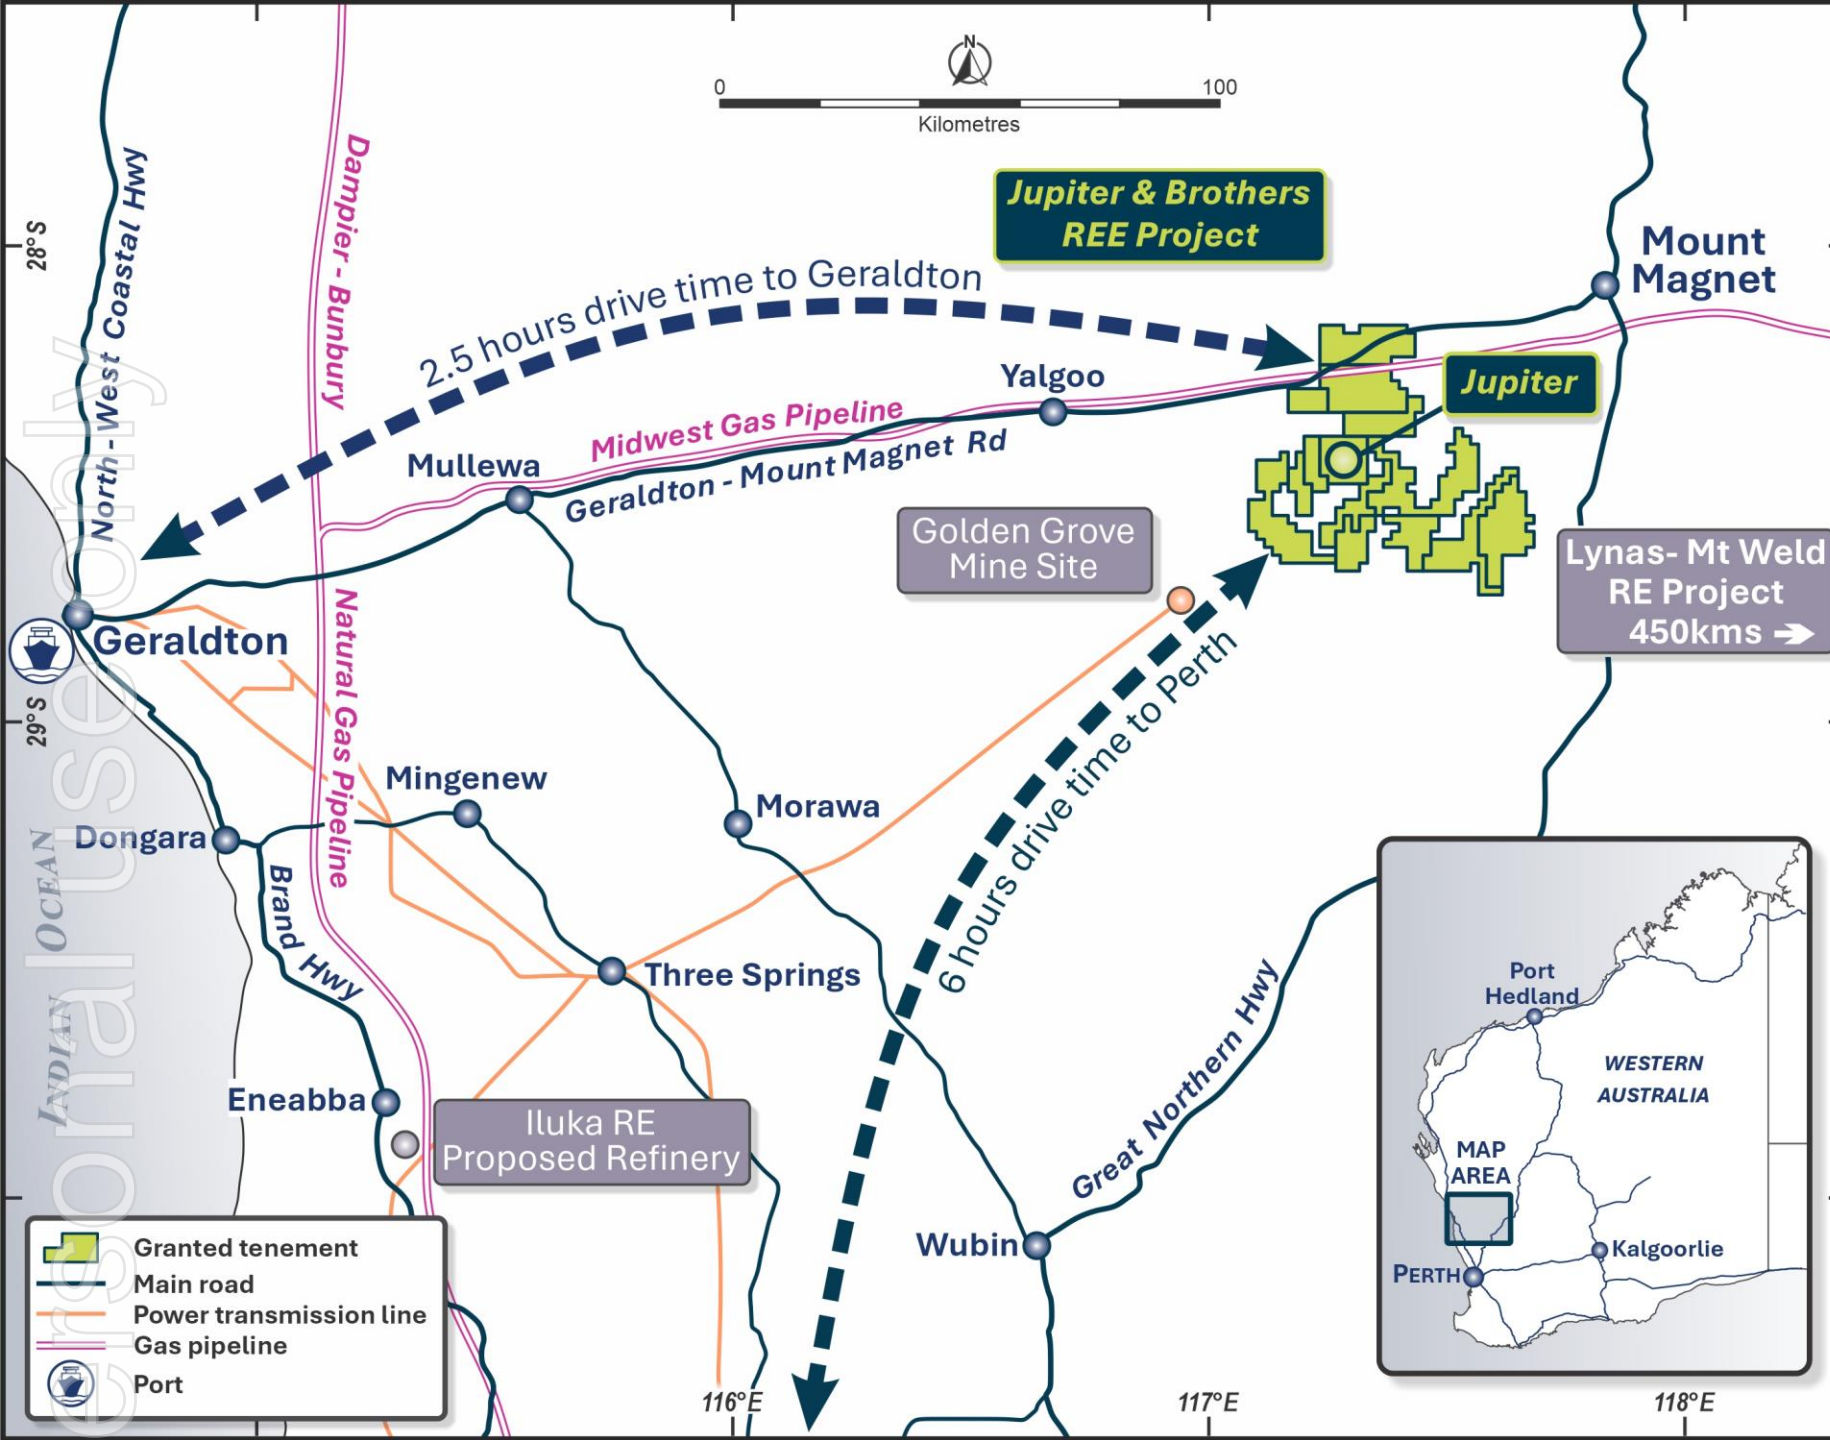 N
0
100
Kilometres
Jupiter & Brothers
REE Project
North-West Coastal Hwy
Dampier - Bunbury
28°S
Mount
Magnet
2.5 hours drive time to Geraldton
Yalgoo
Jupiter
Midwest Gas Pipeline
Mullewa
Geraldton - Mount Magnet Rd
Golden Grove
Mine Site
Lynas- Mt Weld
RE Project
450kms
Geraldton
Natural Gas Pipeline
29°S
6 hours drive time to Perth
Mingenew
Morawa
Dongara
INDIAN OCEAN
Brand Hwy
Three Springs
Great Northern Hwy
Eneabba
Iluka RE
Proposed Refinery
Wubin
Port
Hedland
WESTERN
AUSTRALIA
MAP
AREA
Kalgoorlie
PERTH
Granted tenement
Main road
Power transmission line
Gas pipeline
Port
116°E
117°E
118°E
ersonal use only